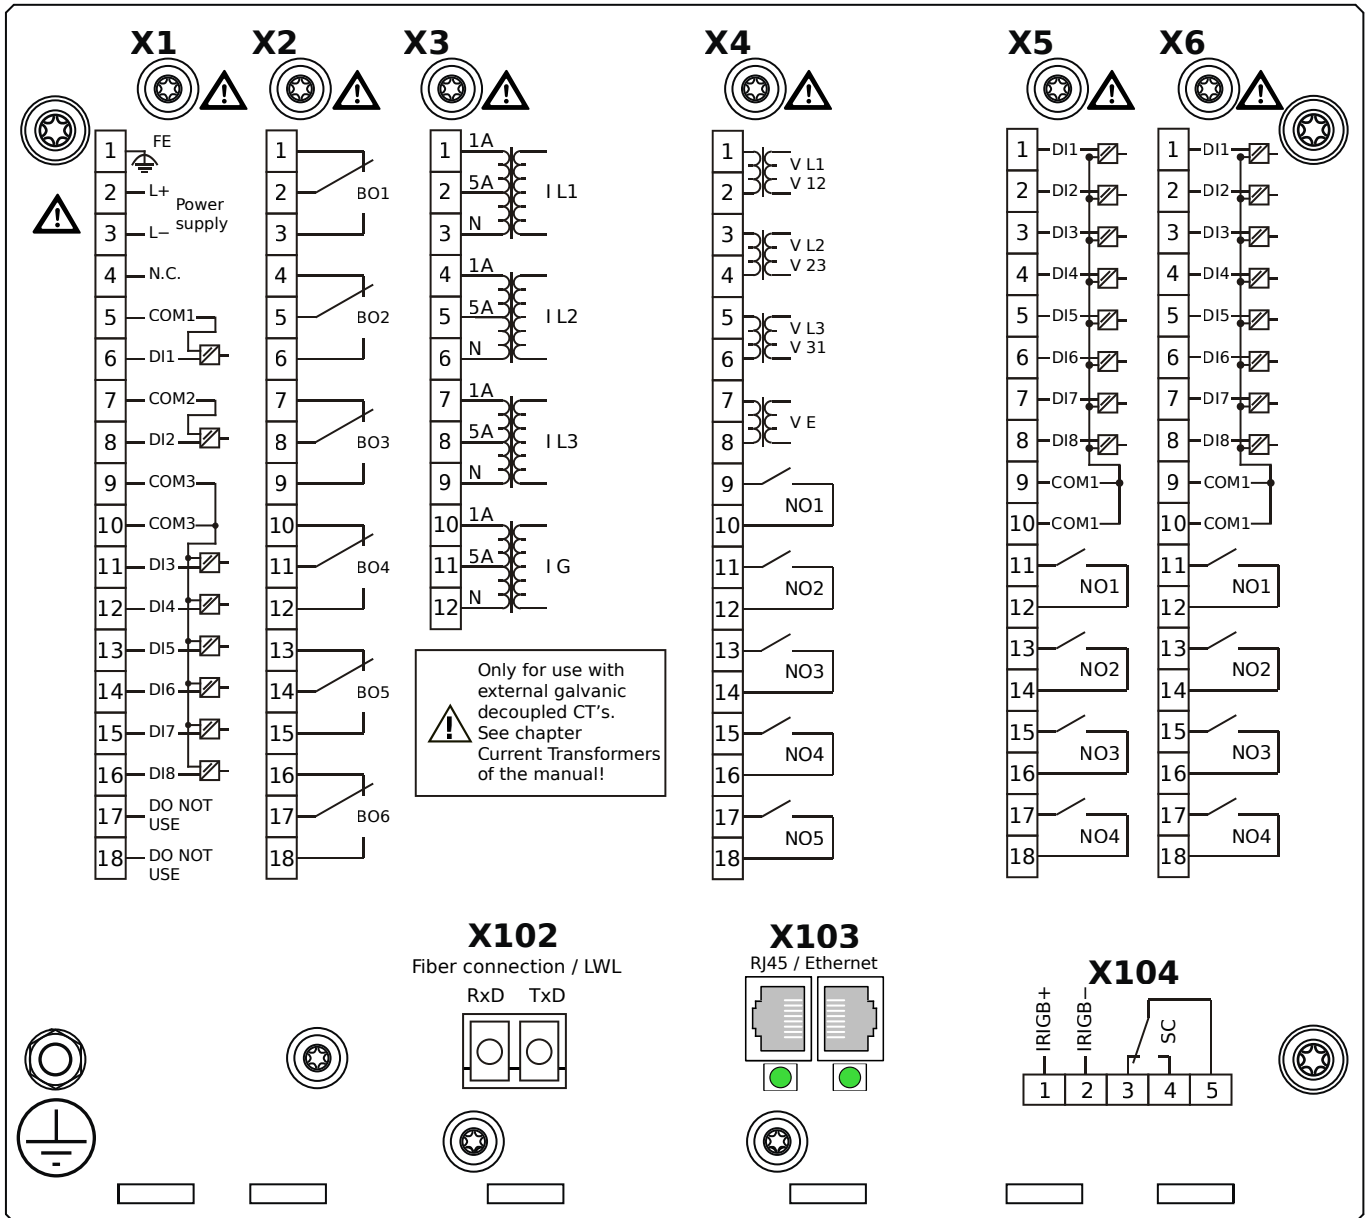 X1
1 FE
2 L+
Power
supply
3 L−
4 N.C.
5 COM1
6 DI1
7 COM2
8 DI2
9 COM3
10 COM3
11 DI3
12 DI4
13 DI5
14 DI6
15 DI7
16 DI8
17 DO NOT
USE
18 DO NOT
USE
X2
1
2 BO1
3
4
5 BO2
6
7
8 BO3
9
10
11 BO4
12
13
14 BO5
15
16
17 BO6
18
X3
1 1A
2 5A I L1
3 N
4 1A
5 5A I L2
6 N
7 1A
8 5A I L3
9 N
10 1A
11 5A I G
12 N
Only for use with
external galvanic
decoupled CT's.
See chapter
Current Transformers
of the manual!
X4
1 V L1
2 V 12
3 V L2
4 V 23
5 V L3
6 V 31
7
V E
8
9
NO1
10
11
NO2
12
13
NO3
14
15
NO4
16
17
NO5
18
X5
1 DI1
2 DI2
3 DI3
4 DI4
5 DI5
6 DI6
7 DI7
8 DI8
9 COM1
10 COM1
11
NO1
12
13
NO2
14
15
NO3
16
17
NO4
18
X6
1 DI1
2 DI2
3 DI3
4 DI4
5 DI5
6 DI6
7 DI7
8 DI8
9 COM1
10 COM1
11
NO1
12
13
NO2
14
15
NO3
16
17
NO4
18
X102
Fiber connection / LWL
RxD TxD
X103
RJ45 / Ethernet
X104
IRIGB+
IRIGB−
SC
1 2 3 4 5